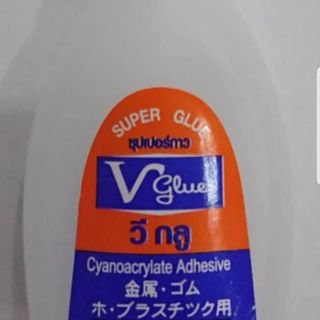 SUPER GLUE
ซุปเปอร์กาว
V Glue
วี กลู
Cyanoacrylate Adhesive
金属・ゴム
ホ・プラスチック用